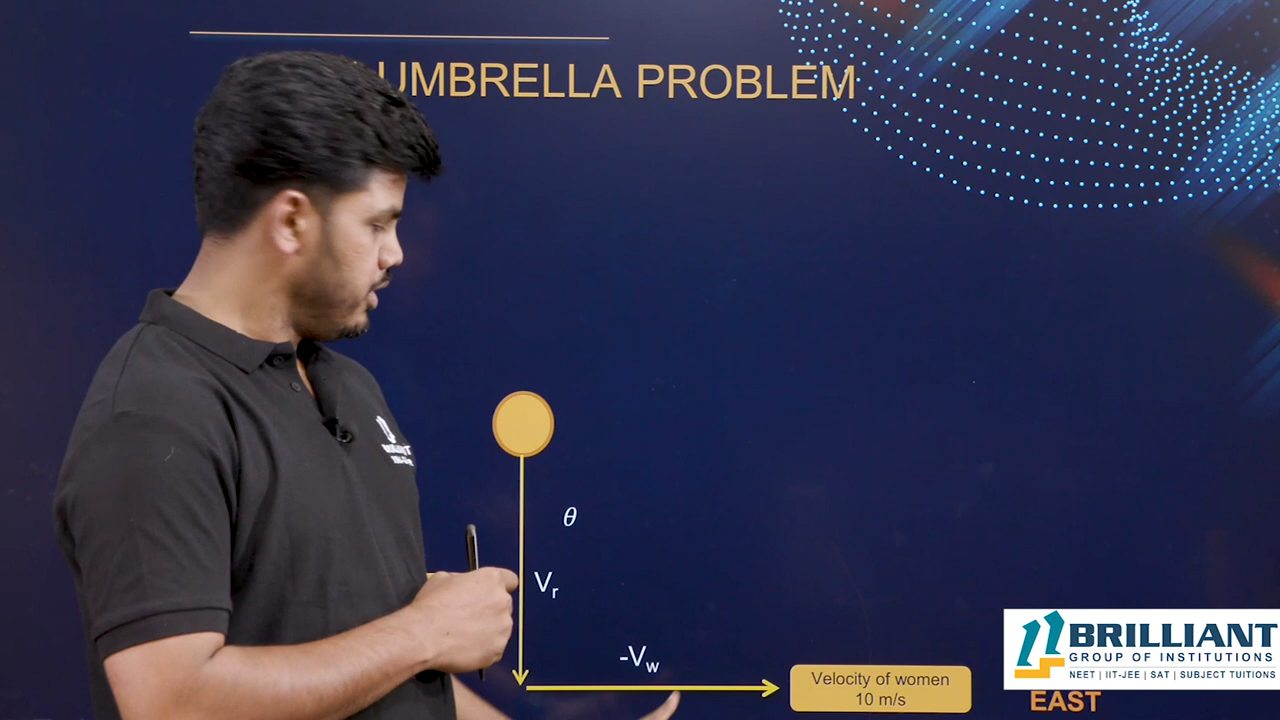 UMBRELLA PROBLEM
θ
Vr
-Vw
Velocity of women
10 m/s
BRILLIANT
GROUP OF INSTITUTIONS
NEET | IIT-JEE | SAT | SUBJECT TUITIONS
EAST